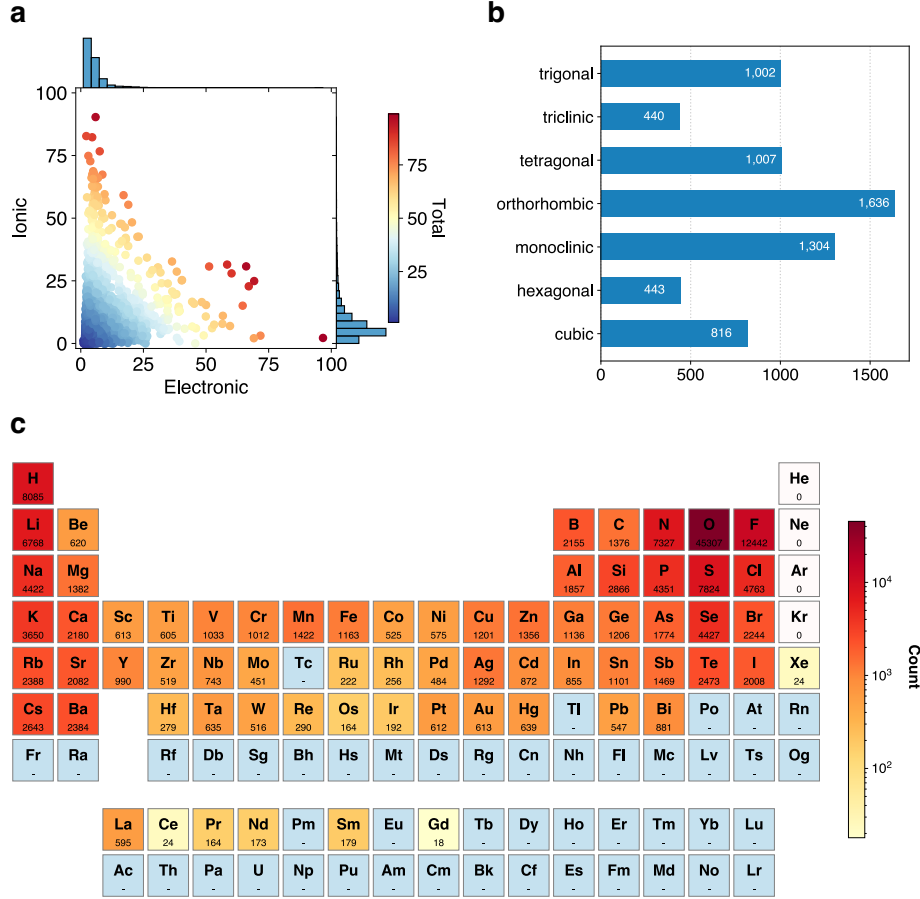 a
100
75
50
25
0
Ionic
0 25 50 75 100
Electronic
75
50
25
Total
b
trigonal 1,002
triclinic 440
tetragonal 1,007
orthorhombic 1,636
monoclinic 1,304
hexagonal 443
cubic 816
0 500 1000 1500
c
H He
8085 0
Li Be B C N O F Ne
6768 620 2155 1376 7327 45307 12442 0
Na Mg Al Si P S Cl Ar
4422 1382 1857 2866 4351 7824 4763 0
K Ca Sc Ti V Cr Mn Fe Co Ni Cu Zn Ga Ge As Se Br Kr
3650 2180 613 605 1033 1012 1422 1163 525 575 1201 1356 1136 1206 1774 4427 2244 0
Rb Sr Y Zr Nb Mo Tc Ru Rh Pd Ag Cd In Sn Sb Te I Xe
2388 2082 990 519 743 451 - 222 256 484 1292 872 855 1101 1469 2473 2008 24
Cs Ba Hf Ta W Re Os Ir Pt Au Hg Tl Pb Bi Po At Rn
2643 2384 279 635 516 290 164 192 612 613 639 - 547 881 - - -
Fr Ra Rf Db Sg Bh Hs Mt Ds Rg Cn Nh Fl Mc Lv Ts Og
- - - - - - - - - - - - - - - - -
La Ce Pr Nd Pm Sm Eu Gd Tb Dy Ho Er Tm Yb Lu
595 24 164 173 - 179 - 18 - - - - - - -
Ac Th Pa U Np Pu Am Cm Bk Cf Es Fm Md No Lr
- - - - - - - - - - - - - - -
10⁴
10³
10²
Count